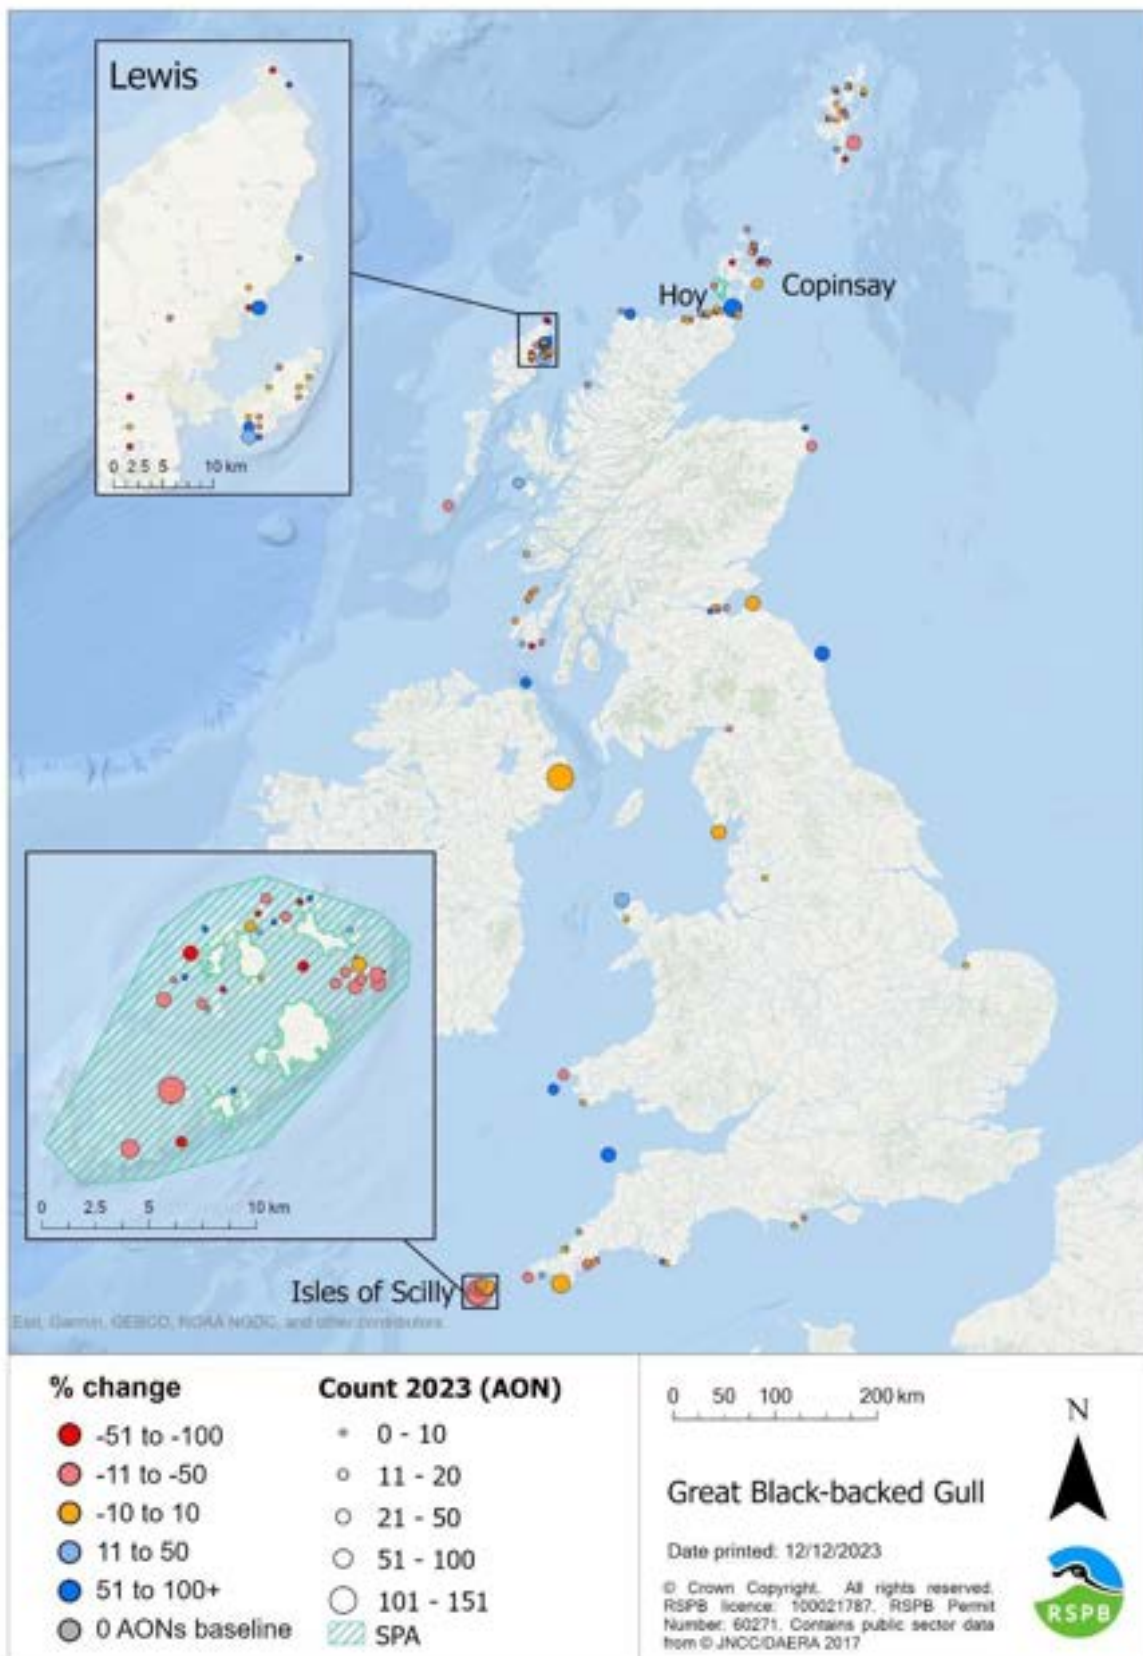 Lewis
0 2.5 5 10 km
Hoy
Copinsay
0 2.5 5 10 km
Isles of Scilly
Esri, Garmin, GEBCO, NOAA NGDC, and other contributors
% change
-51 to -100
-11 to -50
-10 to 10
11 to 50
51 to 100+
0 AONs baseline
Count 2023 (AON)
0 - 10
11 - 20
21 - 50
51 - 100
101 - 151
SPA
0 50 100 200 km
N
Great Black-backed Gull
Date printed: 12/12/2023
© Crown Copyright. All rights reserved.
RSPB licence: 100021787. RSPB Permit
Number: 60271. Contains public sector data
from © JNCC/DAERA 2017
RSPB